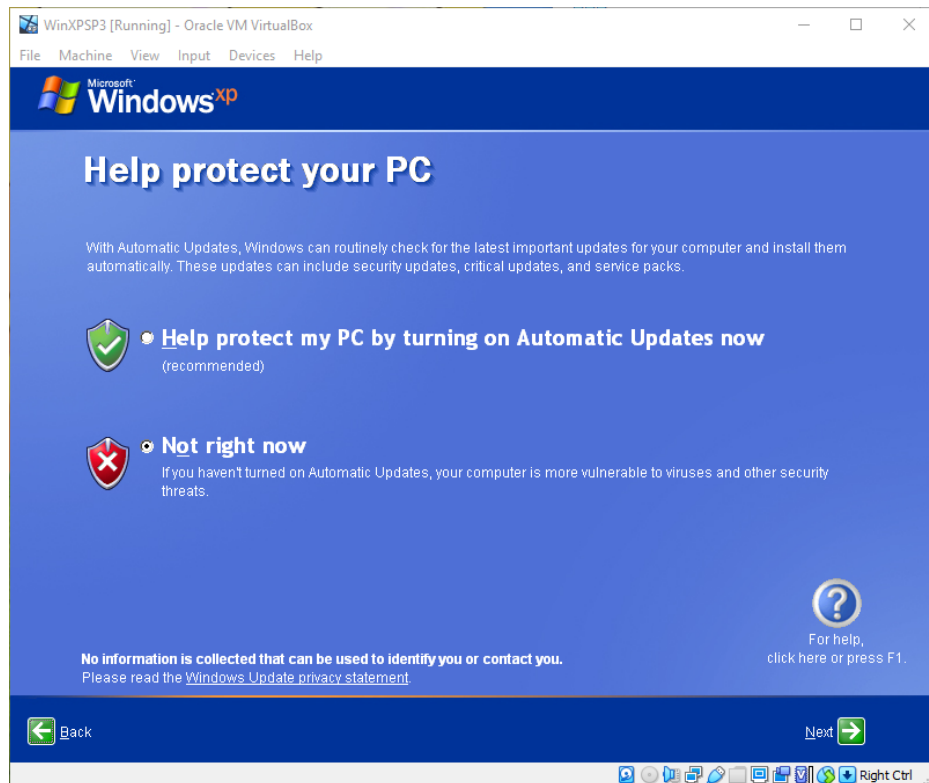 WinXPSP3 [Running] - Oracle VM VirtualBox
File Machine View Input Devices Help
Microsoft
Windows xp
Help protect your PC
With Automatic Updates, Windows can routinely check for the latest important updates for your computer and install them
automatically. These updates can include security updates, critical updates, and service packs.
Help protect my PC by turning on Automatic Updates now
(recommended)
Not right now
If you haven't turned on Automatic Updates, your computer is more vulnerable to viruses and other security
threats.
For help,
click here or press F1.
No information is collected that can be used to identify you or contact you.
Please read the Windows Update privacy statement.
Back
Next
Right Ctrl